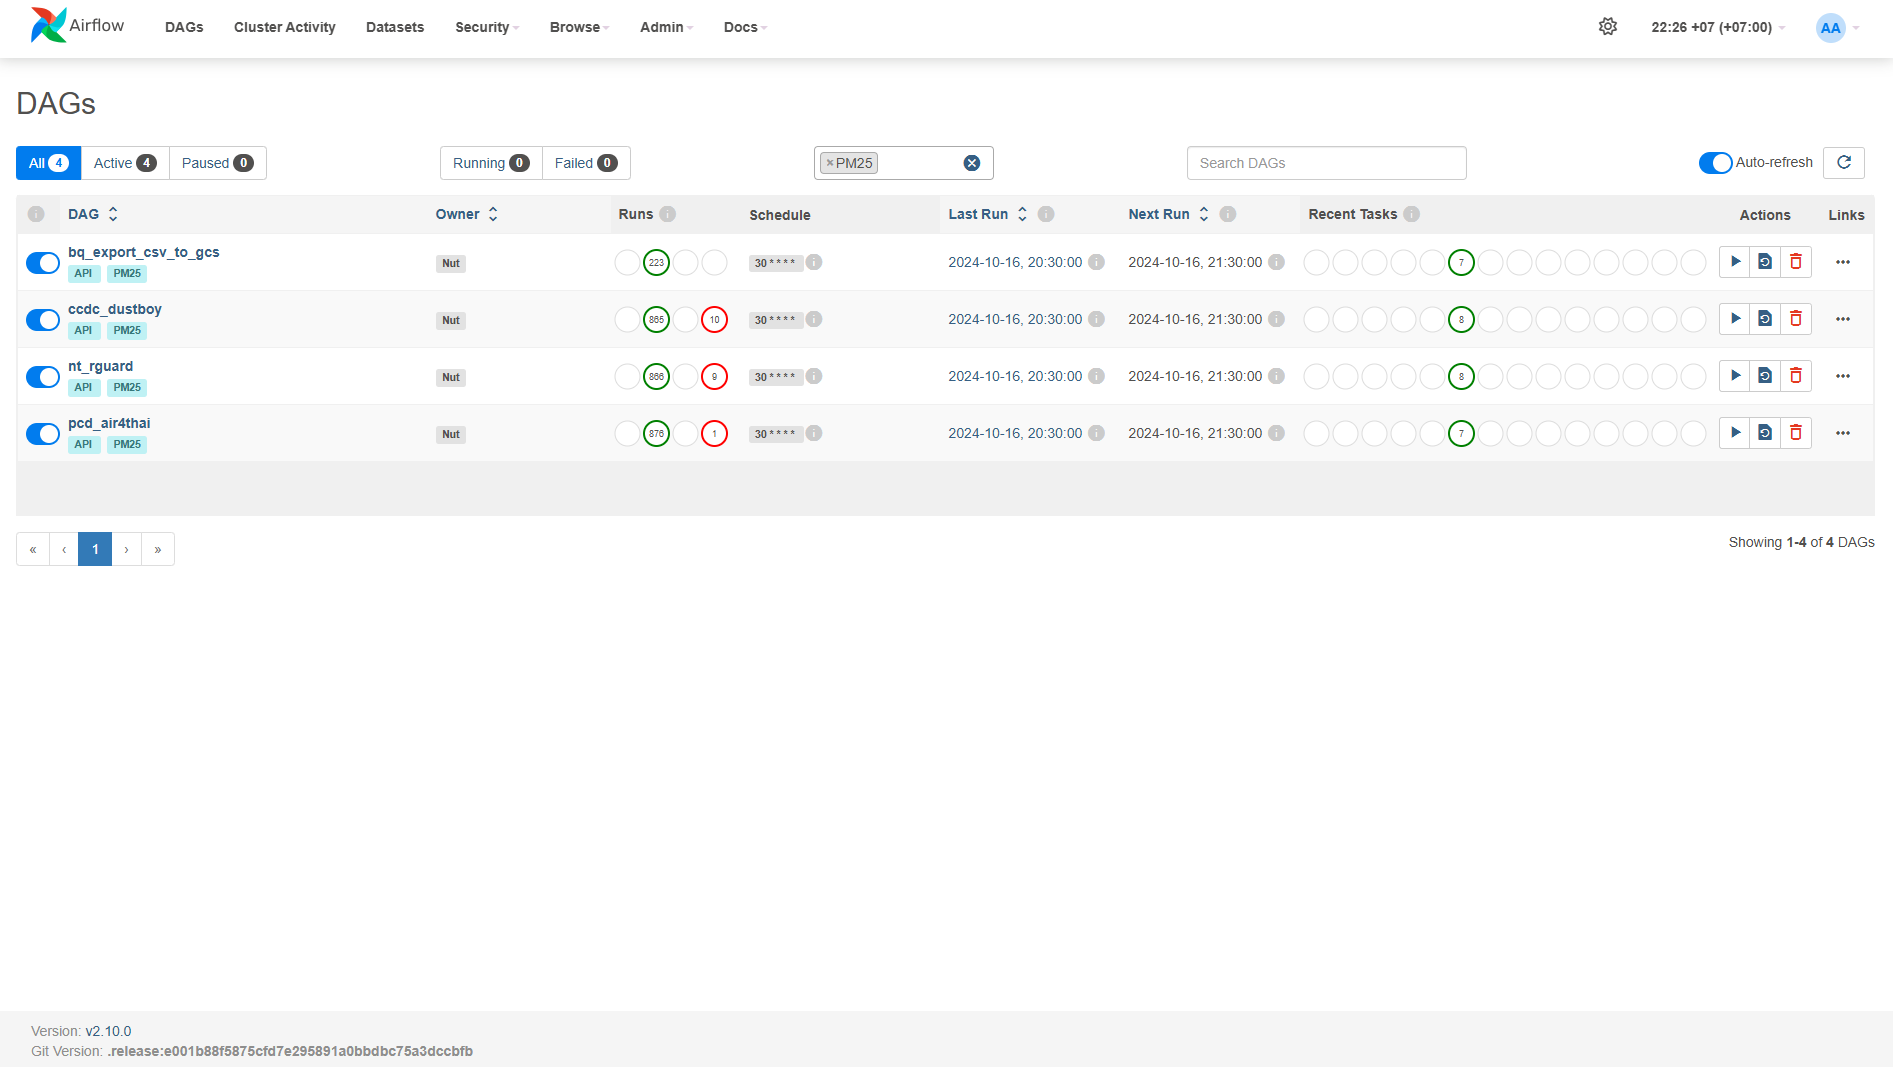 Airflow DAGs Cluster Activity Datasets Security Browse Admin Docs 22:26 +07 (+07:00) AA
DAGs
All 4 Active 4 Paused 0 Running 0 Failed 0 ×PM25 Search DAGs Auto-refresh
DAG Owner Runs Schedule Last Run Next Run Recent Tasks Actions Links
bq_export_csv_to_gcs
API PM25
Nut 223 30 * * * * 2024-10-16, 20:30:00 2024-10-16, 21:30:00 7
ccdc_dustboy
API PM25
Nut 865 10 30 * * * * 2024-10-16, 20:30:00 2024-10-16, 21:30:00 8
nt_rguard
API PM25
Nut 866 9 30 * * * * 2024-10-16, 20:30:00 2024-10-16, 21:30:00 8
pcd_air4thai
API PM25
Nut 876 1 30 * * * * 2024-10-16, 20:30:00 2024-10-16, 21:30:00 7
« ‹ 1 › »
Showing 1-4 of 4 DAGs
Version: v2.10.0
Git Version: .release:e001b88f5875cfd7e295891a0bbdbc75a3dccbfb